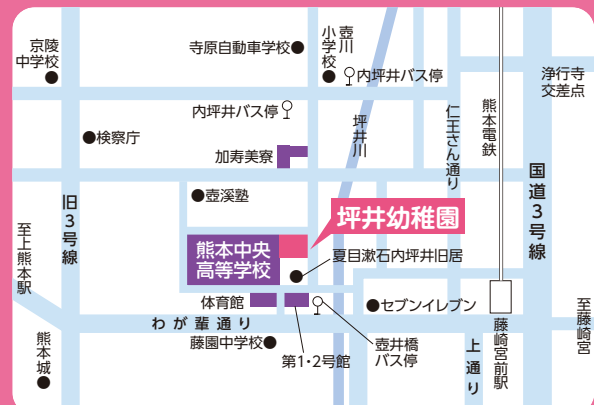 京陵
中学校
寺原自動車学校
壺川
小学校
内坪井バス停
浄行寺
交差点
内坪井バス停
坪井川
仁王さん通り
熊本電鉄
検察庁
加寿美寮
国道3号線
旧3号線
壺溪塾
坪井幼稚園
熊本中央
高等学校
夏目漱石内坪井旧居
至上熊本駅
体育館
セブンイレブン
至藤崎宮
わが輩通り
藤園中学校
第1・2号館
壺井橋
バス停
上通り
藤崎宮前駅
熊本城